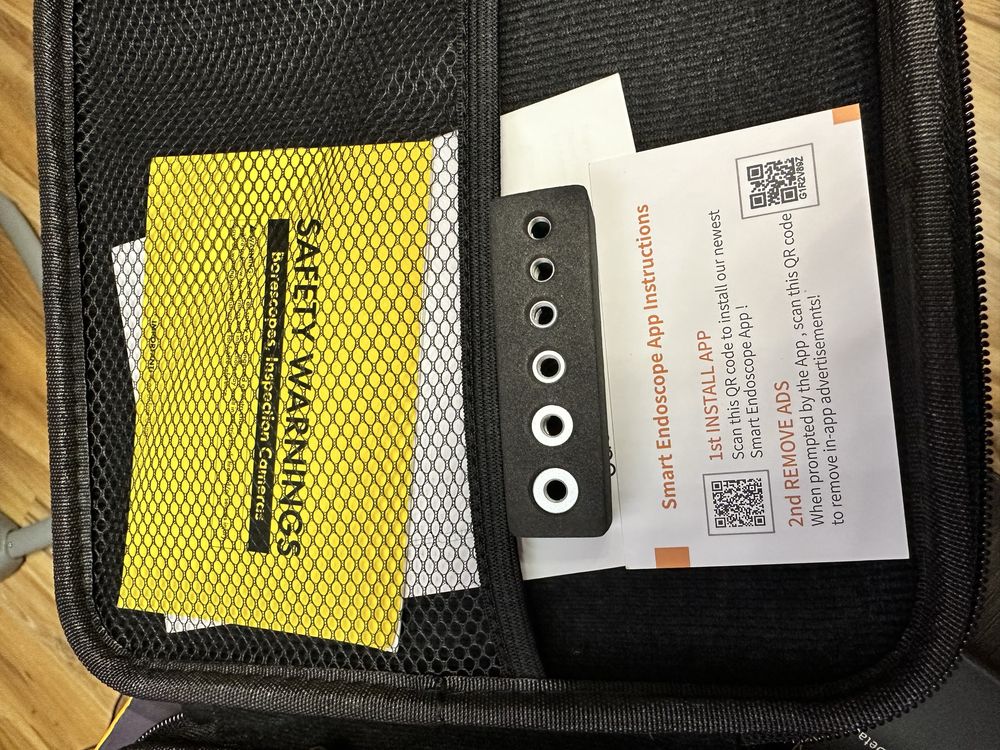 SAFETY WARNINGS
Borescopes, Inspection Cameras
Smart Endoscope App Instructions
1st INSTALL APP
Scan this QR code to install our newest
Smart Endoscope App !
2nd REMOVE ADS
When prompted by the App , scan this QR code
to remove in-app advertisements!
G1R2V89Z